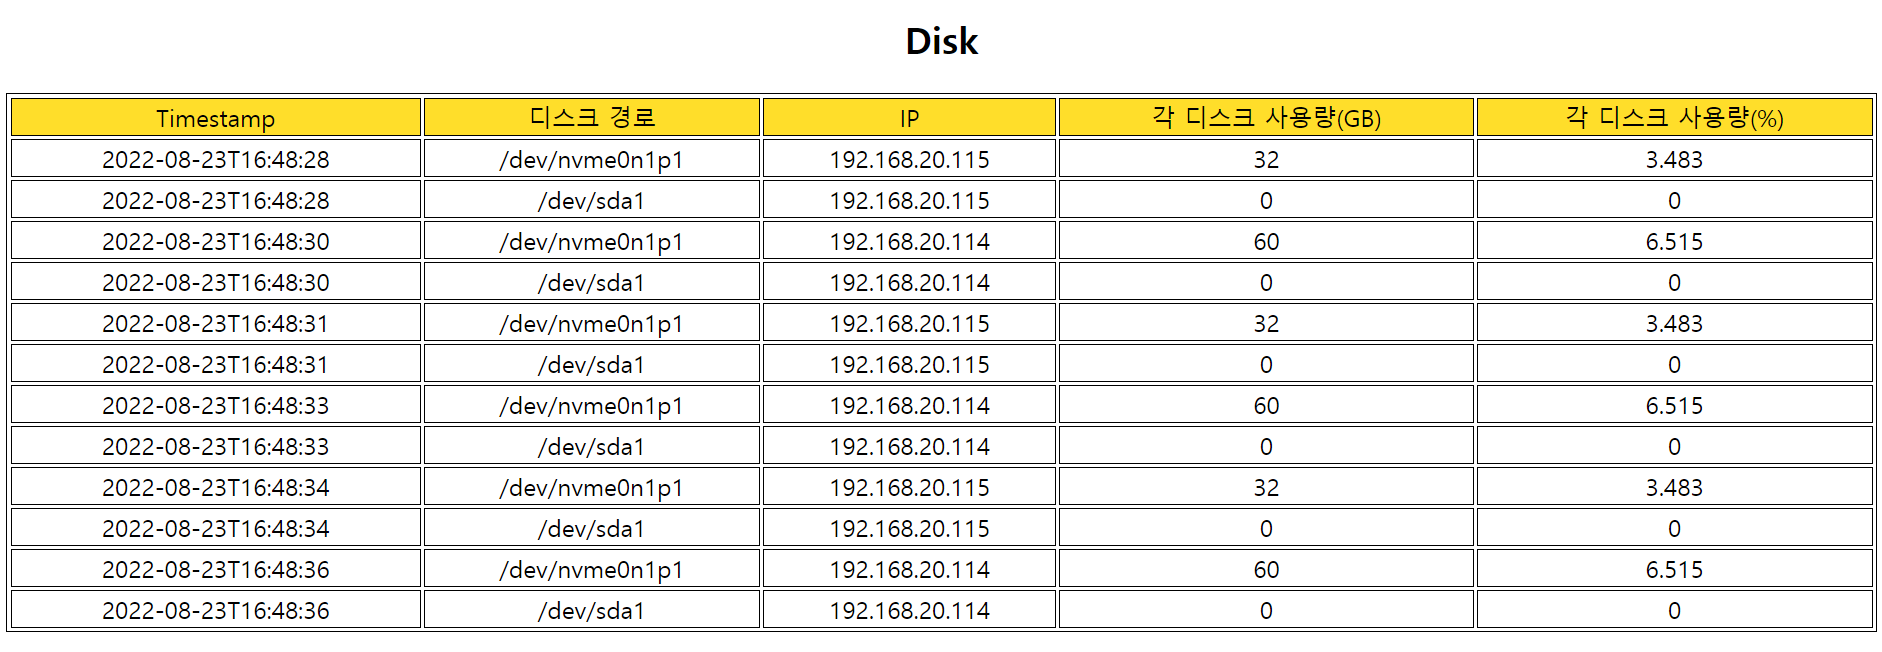 Disk
Timestamp 디스크 경로 IP 각 디스크 사용량(GB) 각 디스크 사용량(%)
2022-08-23T16:48:28 /dev/nvme0n1p1 192.168.20.115 32 3.483
2022-08-23T16:48:28 /dev/sda1 192.168.20.115 0 0
2022-08-23T16:48:30 /dev/nvme0n1p1 192.168.20.114 60 6.515
2022-08-23T16:48:30 /dev/sda1 192.168.20.114 0 0
2022-08-23T16:48:31 /dev/nvme0n1p1 192.168.20.115 32 3.483
2022-08-23T16:48:31 /dev/sda1 192.168.20.115 0 0
2022-08-23T16:48:33 /dev/nvme0n1p1 192.168.20.114 60 6.515
2022-08-23T16:48:33 /dev/sda1 192.168.20.114 0 0
2022-08-23T16:48:34 /dev/nvme0n1p1 192.168.20.115 32 3.483
2022-08-23T16:48:34 /dev/sda1 192.168.20.115 0 0
2022-08-23T16:48:36 /dev/nvme0n1p1 192.168.20.114 60 6.515
2022-08-23T16:48:36 /dev/sda1 192.168.20.114 0 0